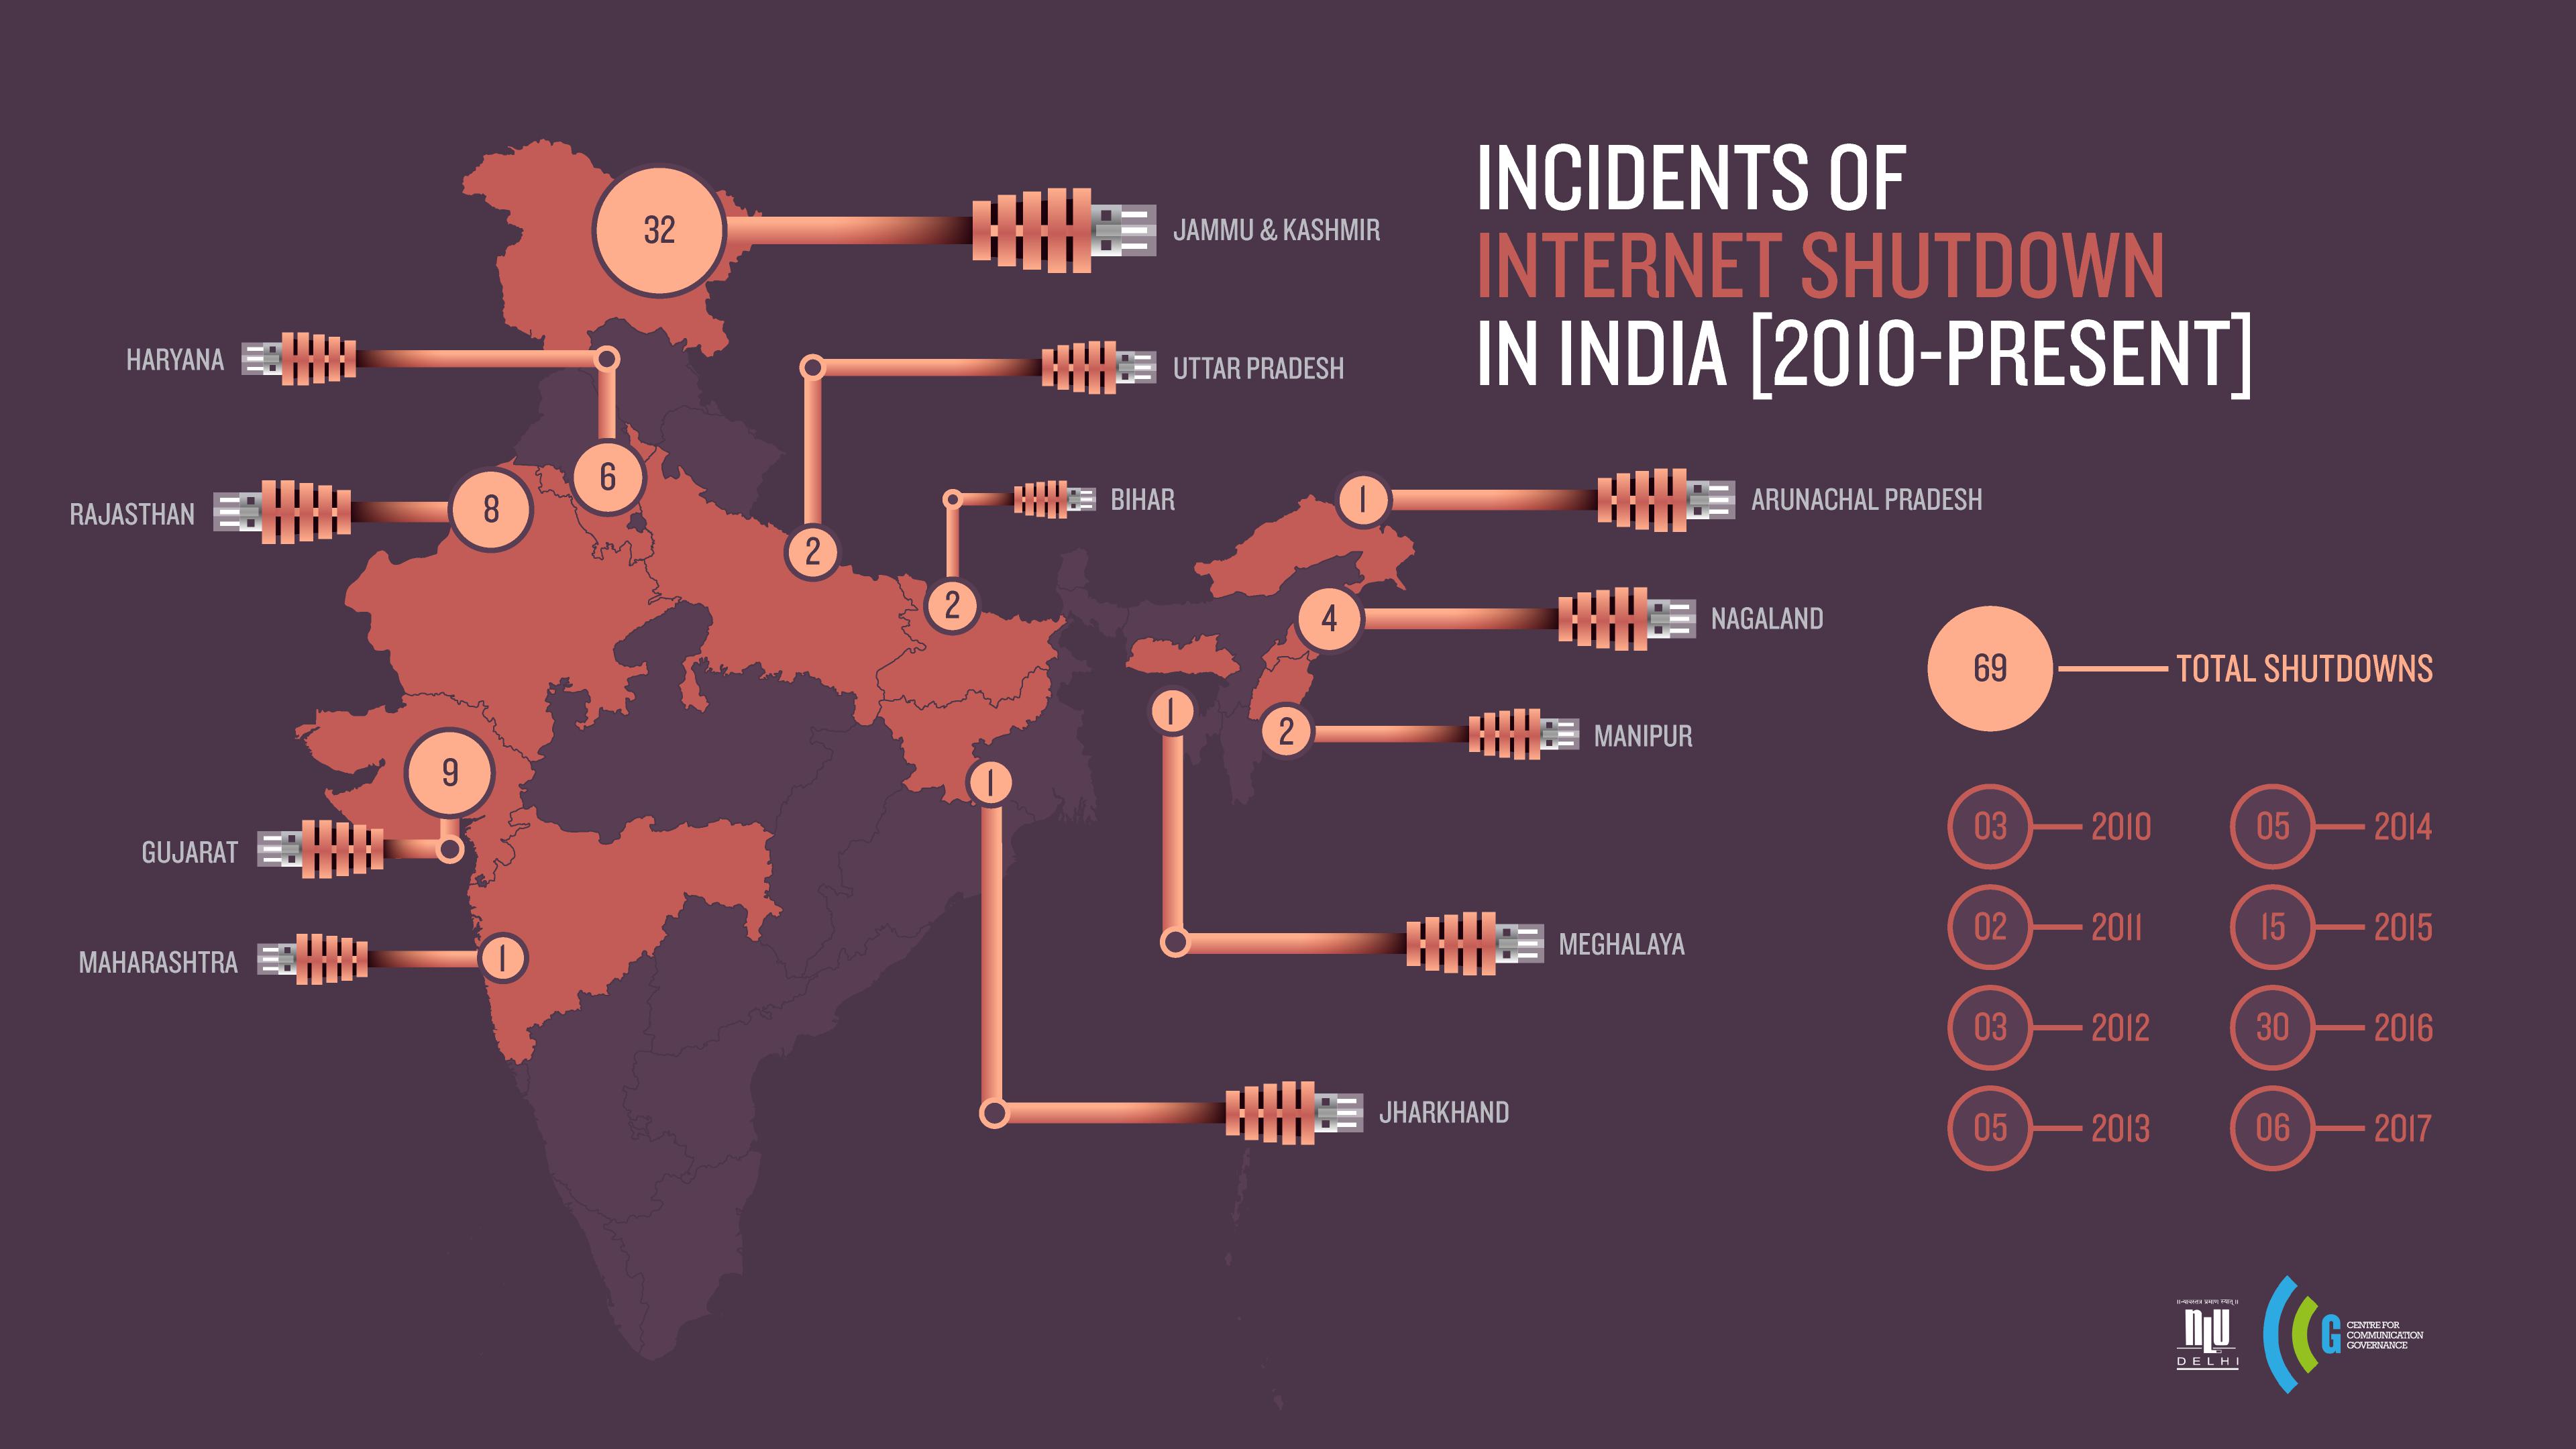 INCIDENTS OF
INTERNET SHUTDOWN
IN INDIA [2010-PRESENT]
32
JAMMU & KASHMIR
HARYANA
6
UTTAR PRADESH
2
RAJASTHAN
8
BIHAR
2
1
ARUNACHAL PRADESH
4
NAGALAND
1
MEGHALAYA
2
MANIPUR
9
GUJARAT
1
JHARKHAND
MAHARASHTRA
1
69
TOTAL SHUTDOWNS
03 2010
02 2011
03 2012
05 2013
05 2014
15 2015
30 2016
06 2017
NLU
DELHI
G
CENTRE FOR
COMMUNICATION
GOVERNANCE